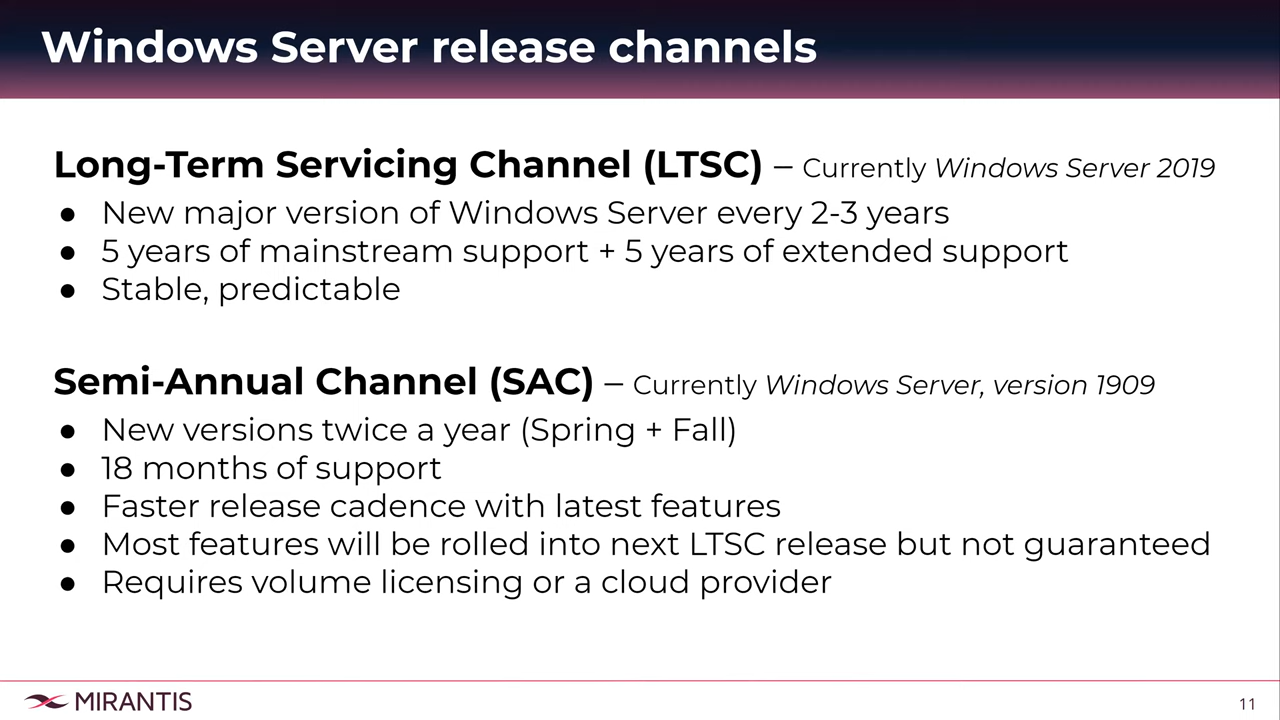 Windows Server release channels
Long-Term Servicing Channel (LTSC) – Currently Windows Server 2019
● New major version of Windows Server every 2-3 years
● 5 years of mainstream support + 5 years of extended support
● Stable, predictable
Semi-Annual Channel (SAC) – Currently Windows Server, version 1909
● New versions twice a year (Spring + Fall)
● 18 months of support
● Faster release cadence with latest features
● Most features will be rolled into next LTSC release but not guaranteed
● Requires volume licensing or a cloud provider
MIRANTIS
11